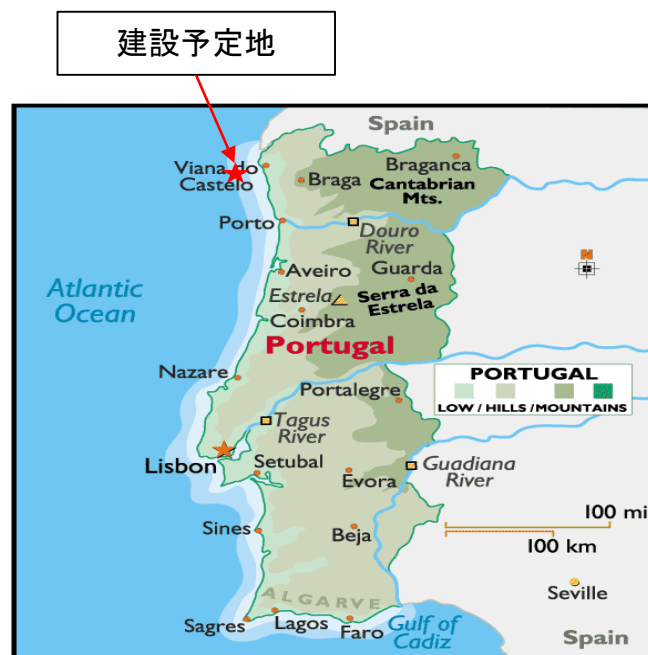 建設予定地
Spain
Viana do
Castelo
Braganca
Braga
Cantabrian
Mts.
Porto
Douro
River
Atlantic
Ocean
Aveiro
Guarda
Estrela
Serra da
Estrela
Coimbra
Portugal
N
Nazare
PORTUGAL
LOW / HILLS / MOUNTAINS
Portalegre
Tagus
River
Lisbon
Setubal
Evora
Guadiana
River
Sines
Beja
100 mi
100 km
Seville
ALGARVE
Sagres
Lagos
Faro
Gulf of
Cadiz
Spain